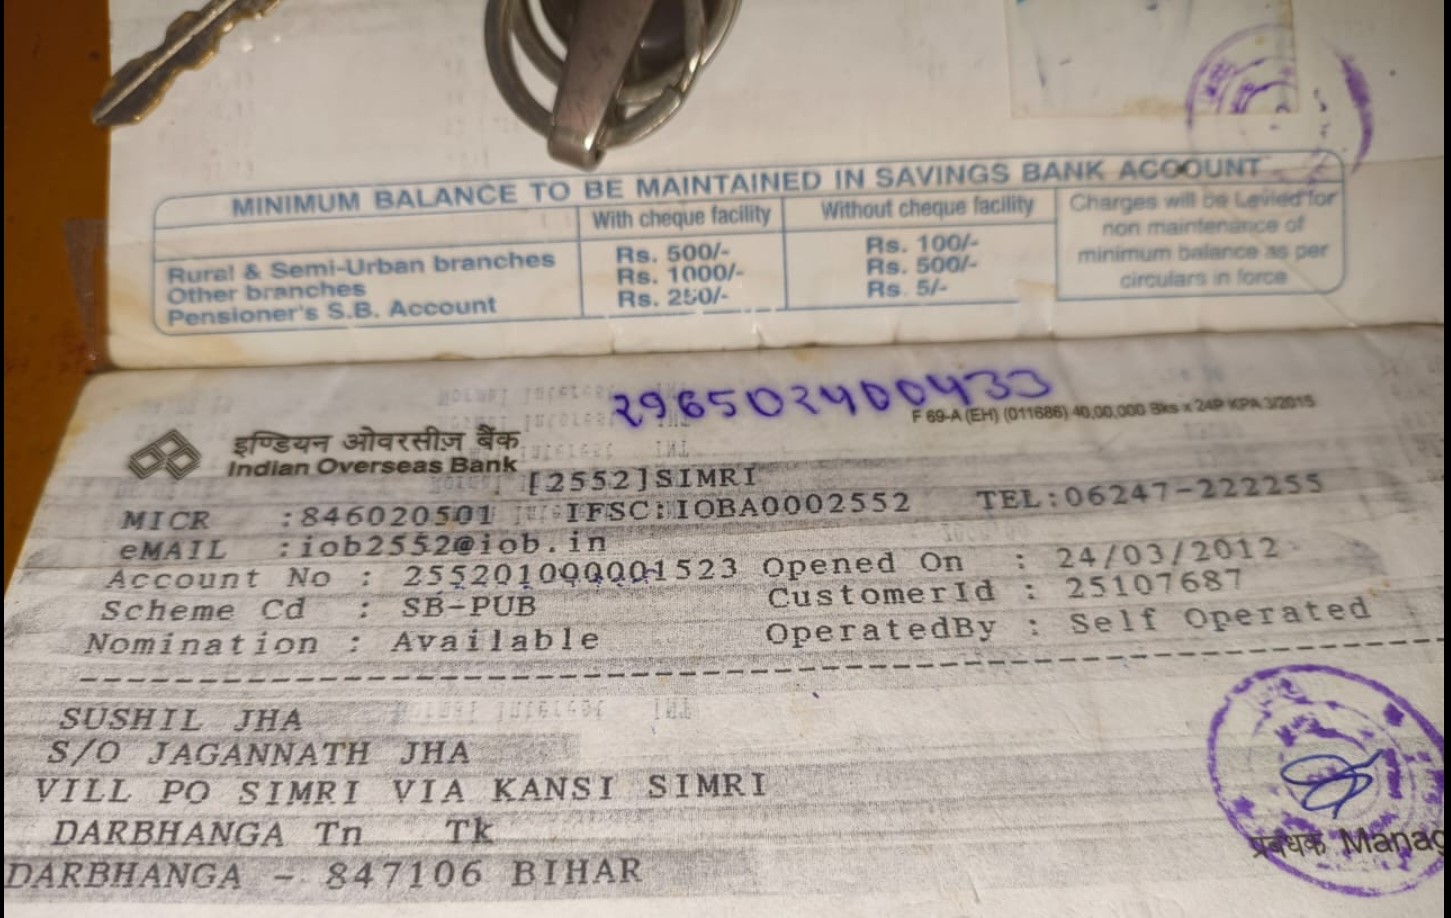 MINIMUM BALANCE TO BE MAINTAINED IN SAVINGS BANK ACCOUNT
With cheque facility Without cheque facility Charges will be Levied for non maintenance of minimum balance as per circulars in force
Rural & Semi-Urban branches Rs. 500/- Rs. 100/-
Other branches Rs. 1000/- Rs. 500/-
Pensioner's S.B. Account Rs. 250/- Rs. 5/-
296502400433
F 69-A (EH) (011686) 40,00,000 Bks x 24P KPA 3/2015
इण्डियन ओवरसीज़ बैंक
Indian Overseas Bank
[2552]SIMRI
MICR :846020501 IFSC:IOBA0002552 TEL:06247-222255
eMAIL :iob2552@iob.in
Account No : 255201000001523 Opened On : 24/03/2012
Scheme Cd : SB-PUB CustomerId : 25107687
Nomination : Available OperatedBy : Self Operated
SUSHIL JHA
S/O JAGANNATH JHA
VILL PO SIMRI VIA KANSI SIMRI
DARBHANGA Tn Tk
DARBHANGA - 847106 BIHAR
प्रबंधक